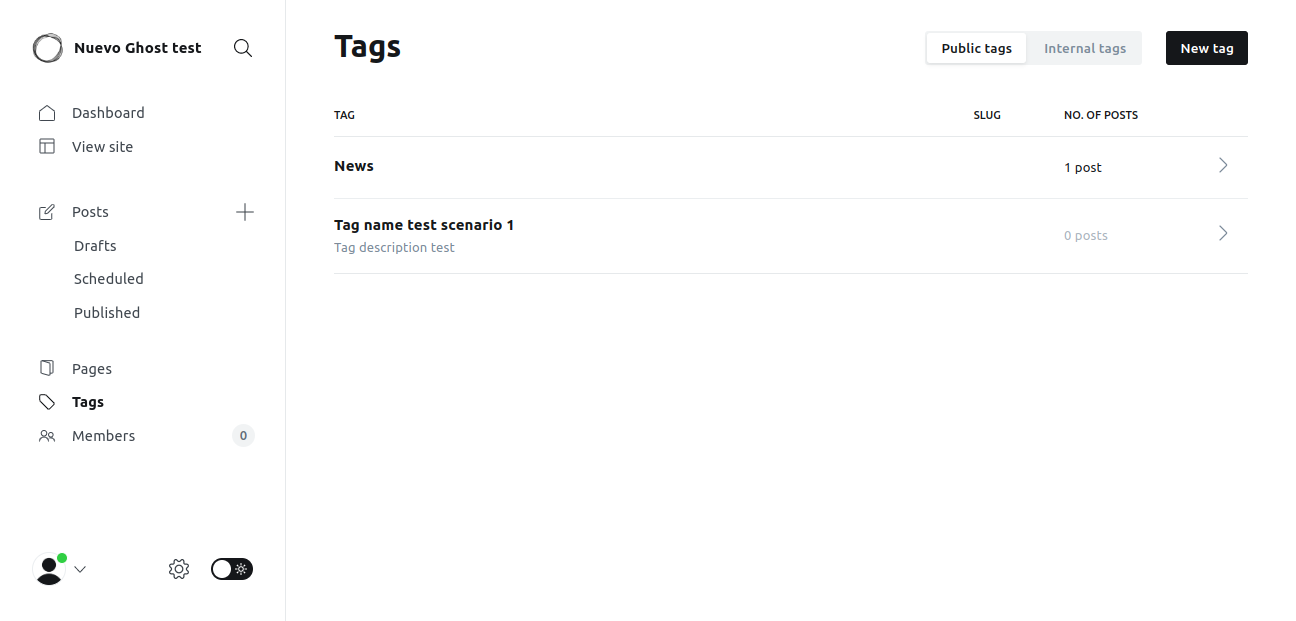 Nuevo Ghost test
Dashboard
View site
Posts
Drafts
Scheduled
Published
Pages
Tags
Members 0
Tags
Public tags Internal tags New tag
TAG SLUG NO. OF POSTS
News 1 post
Tag name test scenario 1
Tag description test
0 posts